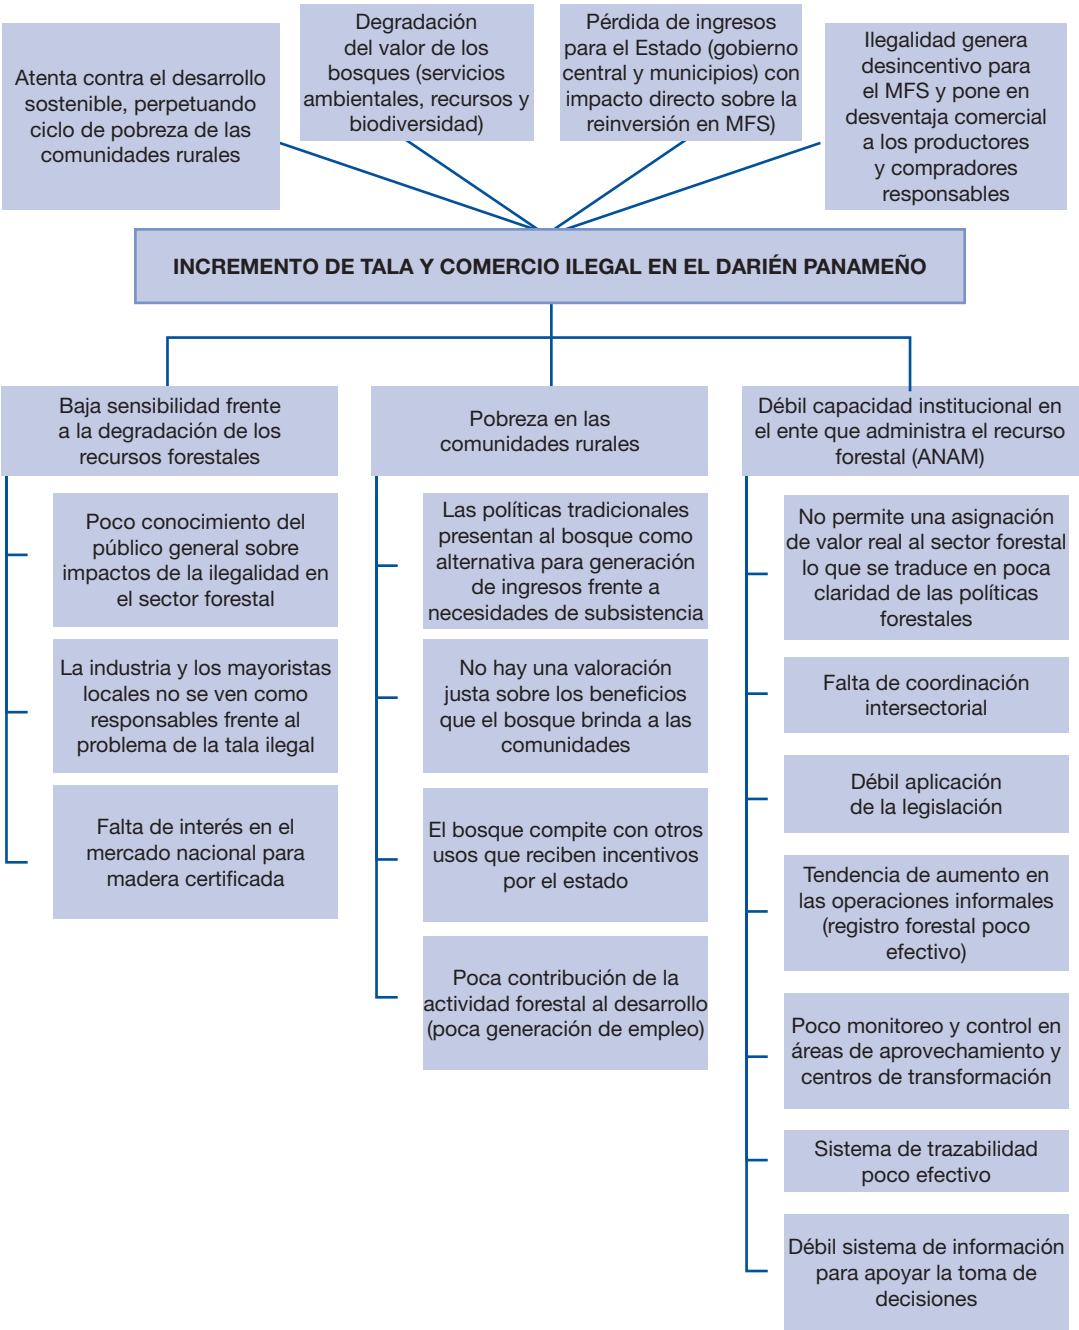 Atenta contra el desarrollo
sostenible, perpetuando
ciclo de pobreza de las
comunidades rurales
Degradación
del valor de los
bosques (servicios
ambientales, recursos y
biodiversidad)
Pérdida de ingresos
para el Estado (gobierno
central y municipios) con
impacto directo sobre la
reinversión en MFS)
Ilegalidad genera
desincentivo para
el MFS y pone en
desventaja comercial
a los productores
y compradores
responsables
INCREMENTO DE TALA Y COMERCIO ILEGAL EN EL DARIÉN PANAMEÑO
Baja sensibilidad frente
a la degradación de los
recursos forestales
Poco conocimiento del
público general sobre
impactos de la ilegalidad en
el sector forestal
La industria y los mayoristas
locales no se ven como
responsables frente al
problema de la tala ilegal
Falta de interés en el
mercado nacional para
madera certificada
Pobreza en las
comunidades rurales
Las políticas tradicionales
presentan al bosque como
alternativa para generación
de ingresos frente a
necesidades de subsistencia
No hay una valoración
justa sobre los beneficios
que el bosque brinda a las
comunidades
El bosque compite con otros
usos que reciben incentivos
por el estado
Poca contribución de la
actividad forestal al desarrollo
(poca generación de empleo)
Débil capacidad institucional en
el ente que administra el recurso
forestal (ANAM)
No permite una asignación
de valor real al sector forestal
lo que se traduce en poca
claridad de las políticas
forestales
Falta de coordinación
intersectorial
Débil aplicación
de la legislación
Tendencia de aumento en
las operaciones informales
(registro forestal poco
efectivo)
Poco monitoreo y control en
áreas de aprovechamiento y
centros de transformación
Sistema de trazabilidad
poco efectivo
Débil sistema de información
para apoyar la toma de
decisiones